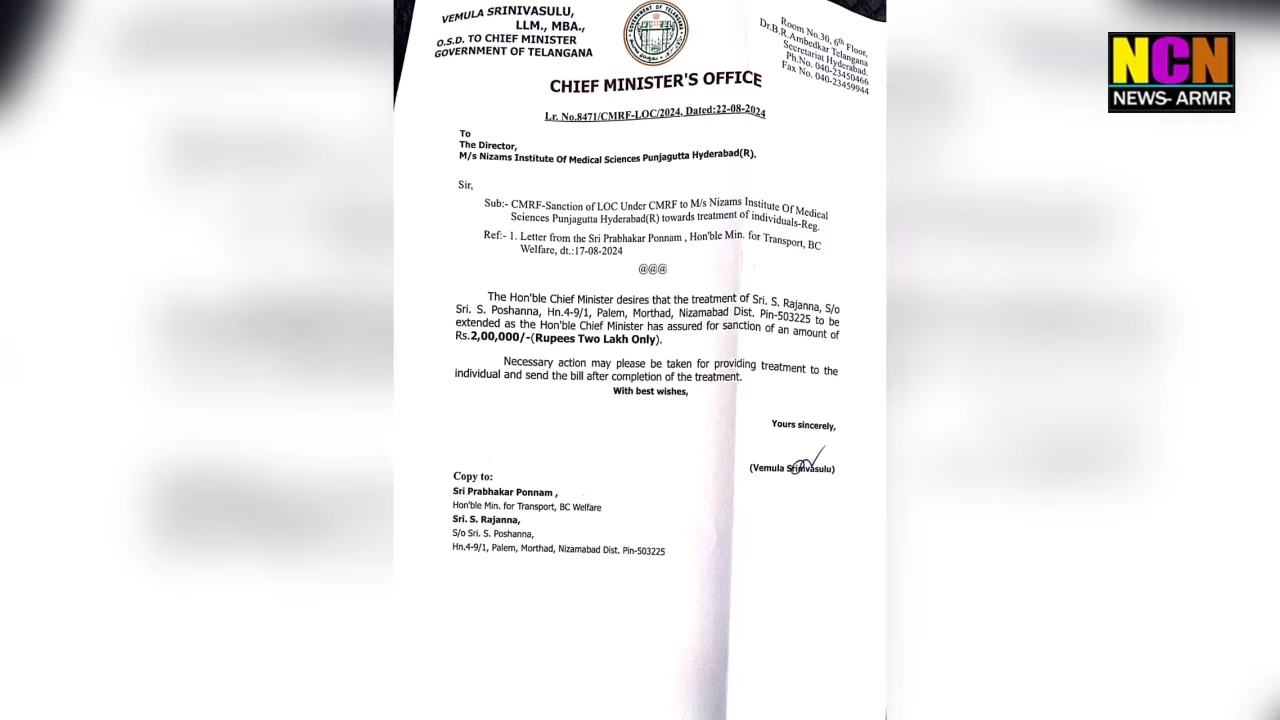 VEMULA SRINIVASULU,
LLM., MBA.,
O.S.D. TO CHIEF MINISTER
GOVERNMENT OF TELANGANA
GOVERNMENT OF TELANGANA
Room No.30, 6th Floor,
Dr.B.R.Ambedkar Telangana
Secretariat Hyderabad.
Ph.No. 040-23450466
Fax No. 040-23459944
NCN
NEWS- ARMR
CHIEF MINISTER'S OFFICE
Lr. No.8471/CMRF-LOC/2024, Dated:22-08-2024
To
The Director,
M/s Nizams Institute Of Medical Sciences Punjagutta Hyderabad(R).
Sir,
Sub:- CMRF-Sanction of LOC Under CMRF to M/s Nizams Institute Of Medical
Sciences Punjagutta Hyderabad(R) towards treatment of individuals-Reg.
Ref:- 1. Letter from the Sri Prabhakar Ponnam , Hon'ble Min. for Transport, BC
Welfare, dt.:17-08-2024
@@@
The Hon'ble Chief Minister desires that the treatment of Sri. S. Rajanna, S/o
Sri. S. Poshanna, Hn.4-9/1, Palem, Morthad, Nizamabad Dist. Pin-503225 to be
extended as the Hon'ble Chief Minister has assured for sanction of an amount of
Rs.2,00,000/-(Rupees Two Lakh Only).
Necessary action may please be taken for providing treatment to the
individual and send the bill after completion of the treatment.
With best wishes,
Yours sincerely,
(Vemula Srinivasulu)
Copy to:
Sri Prabhakar Ponnam ,
Hon'ble Min. for Transport, BC Welfare
Sri. S. Rajanna,
S/o Sri. S. Poshanna,
Hn.4-9/1, Palem, Morthad, Nizamabad Dist. Pin-503225